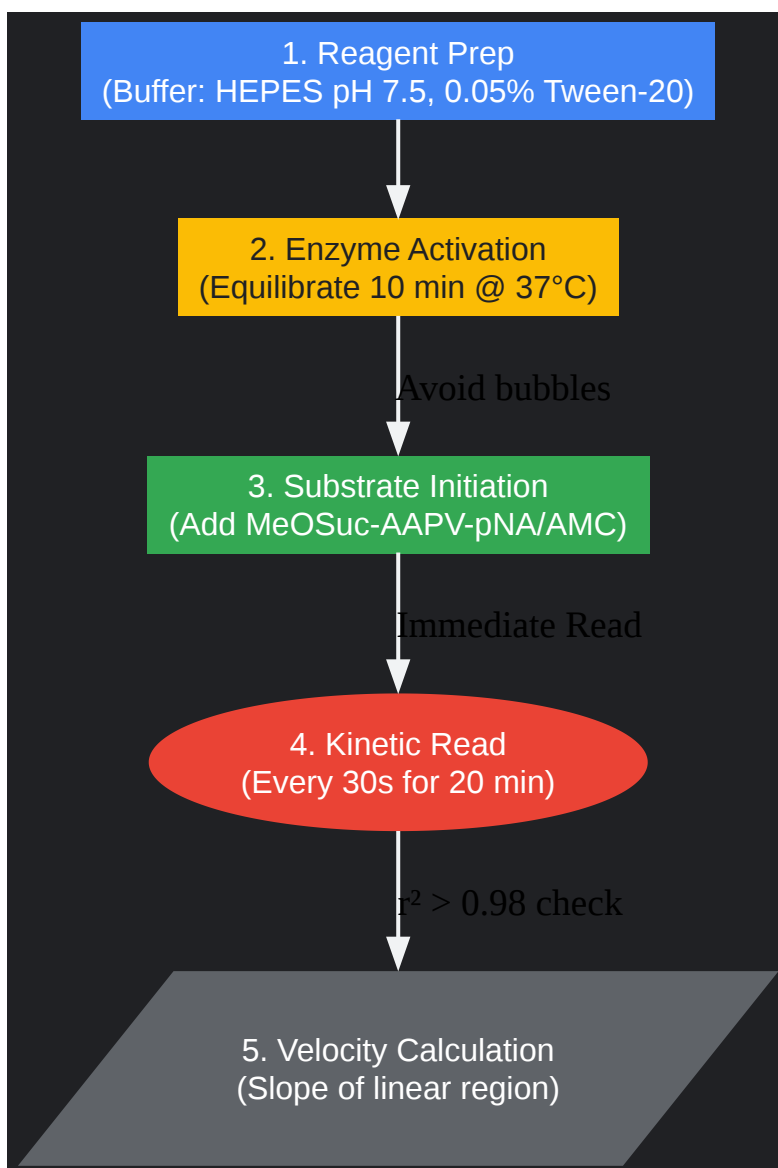 1. Reagent Prep
(Buffer: HEPES pH 7.5, 0.05% Tween-20)
2. Enzyme Activation
(Equilibrate 10 min @ 37°C)
Avoid bubbles
3. Substrate Initiation
(Add MeOSuc-AAPV-pNA/AMC)
Immediate Read
4. Kinetic Read
(Every 30s for 20 min)
r² > 0.98 check
5. Velocity Calculation
(Slope of linear region)